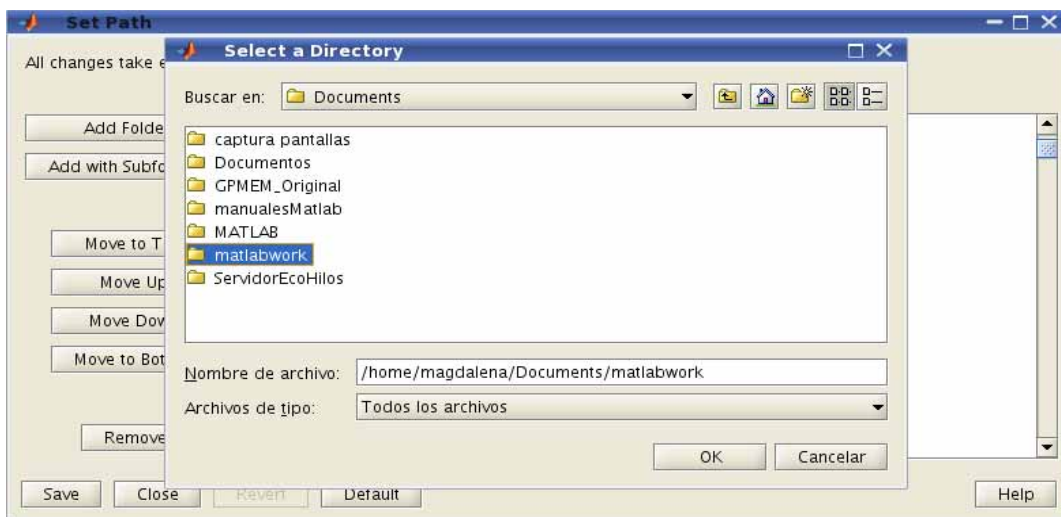 Set Path
Select a Directory
All changes take e
Buscar en: Documents
Add Folde
Add with Subfo
captura pantallas
Documentos
GPMEM_Original
manualesMatlab
MATLAB
matlabwork
ServidorEcoHilos
Move to T
Move Up
Move Dow
Move to Bot
Nombre de archivo: /home/magdalena/Documents/matlabwork
Archivos de tipo: Todos los archivos
Remove
OK Cancelar
Save Close Revert Default Help